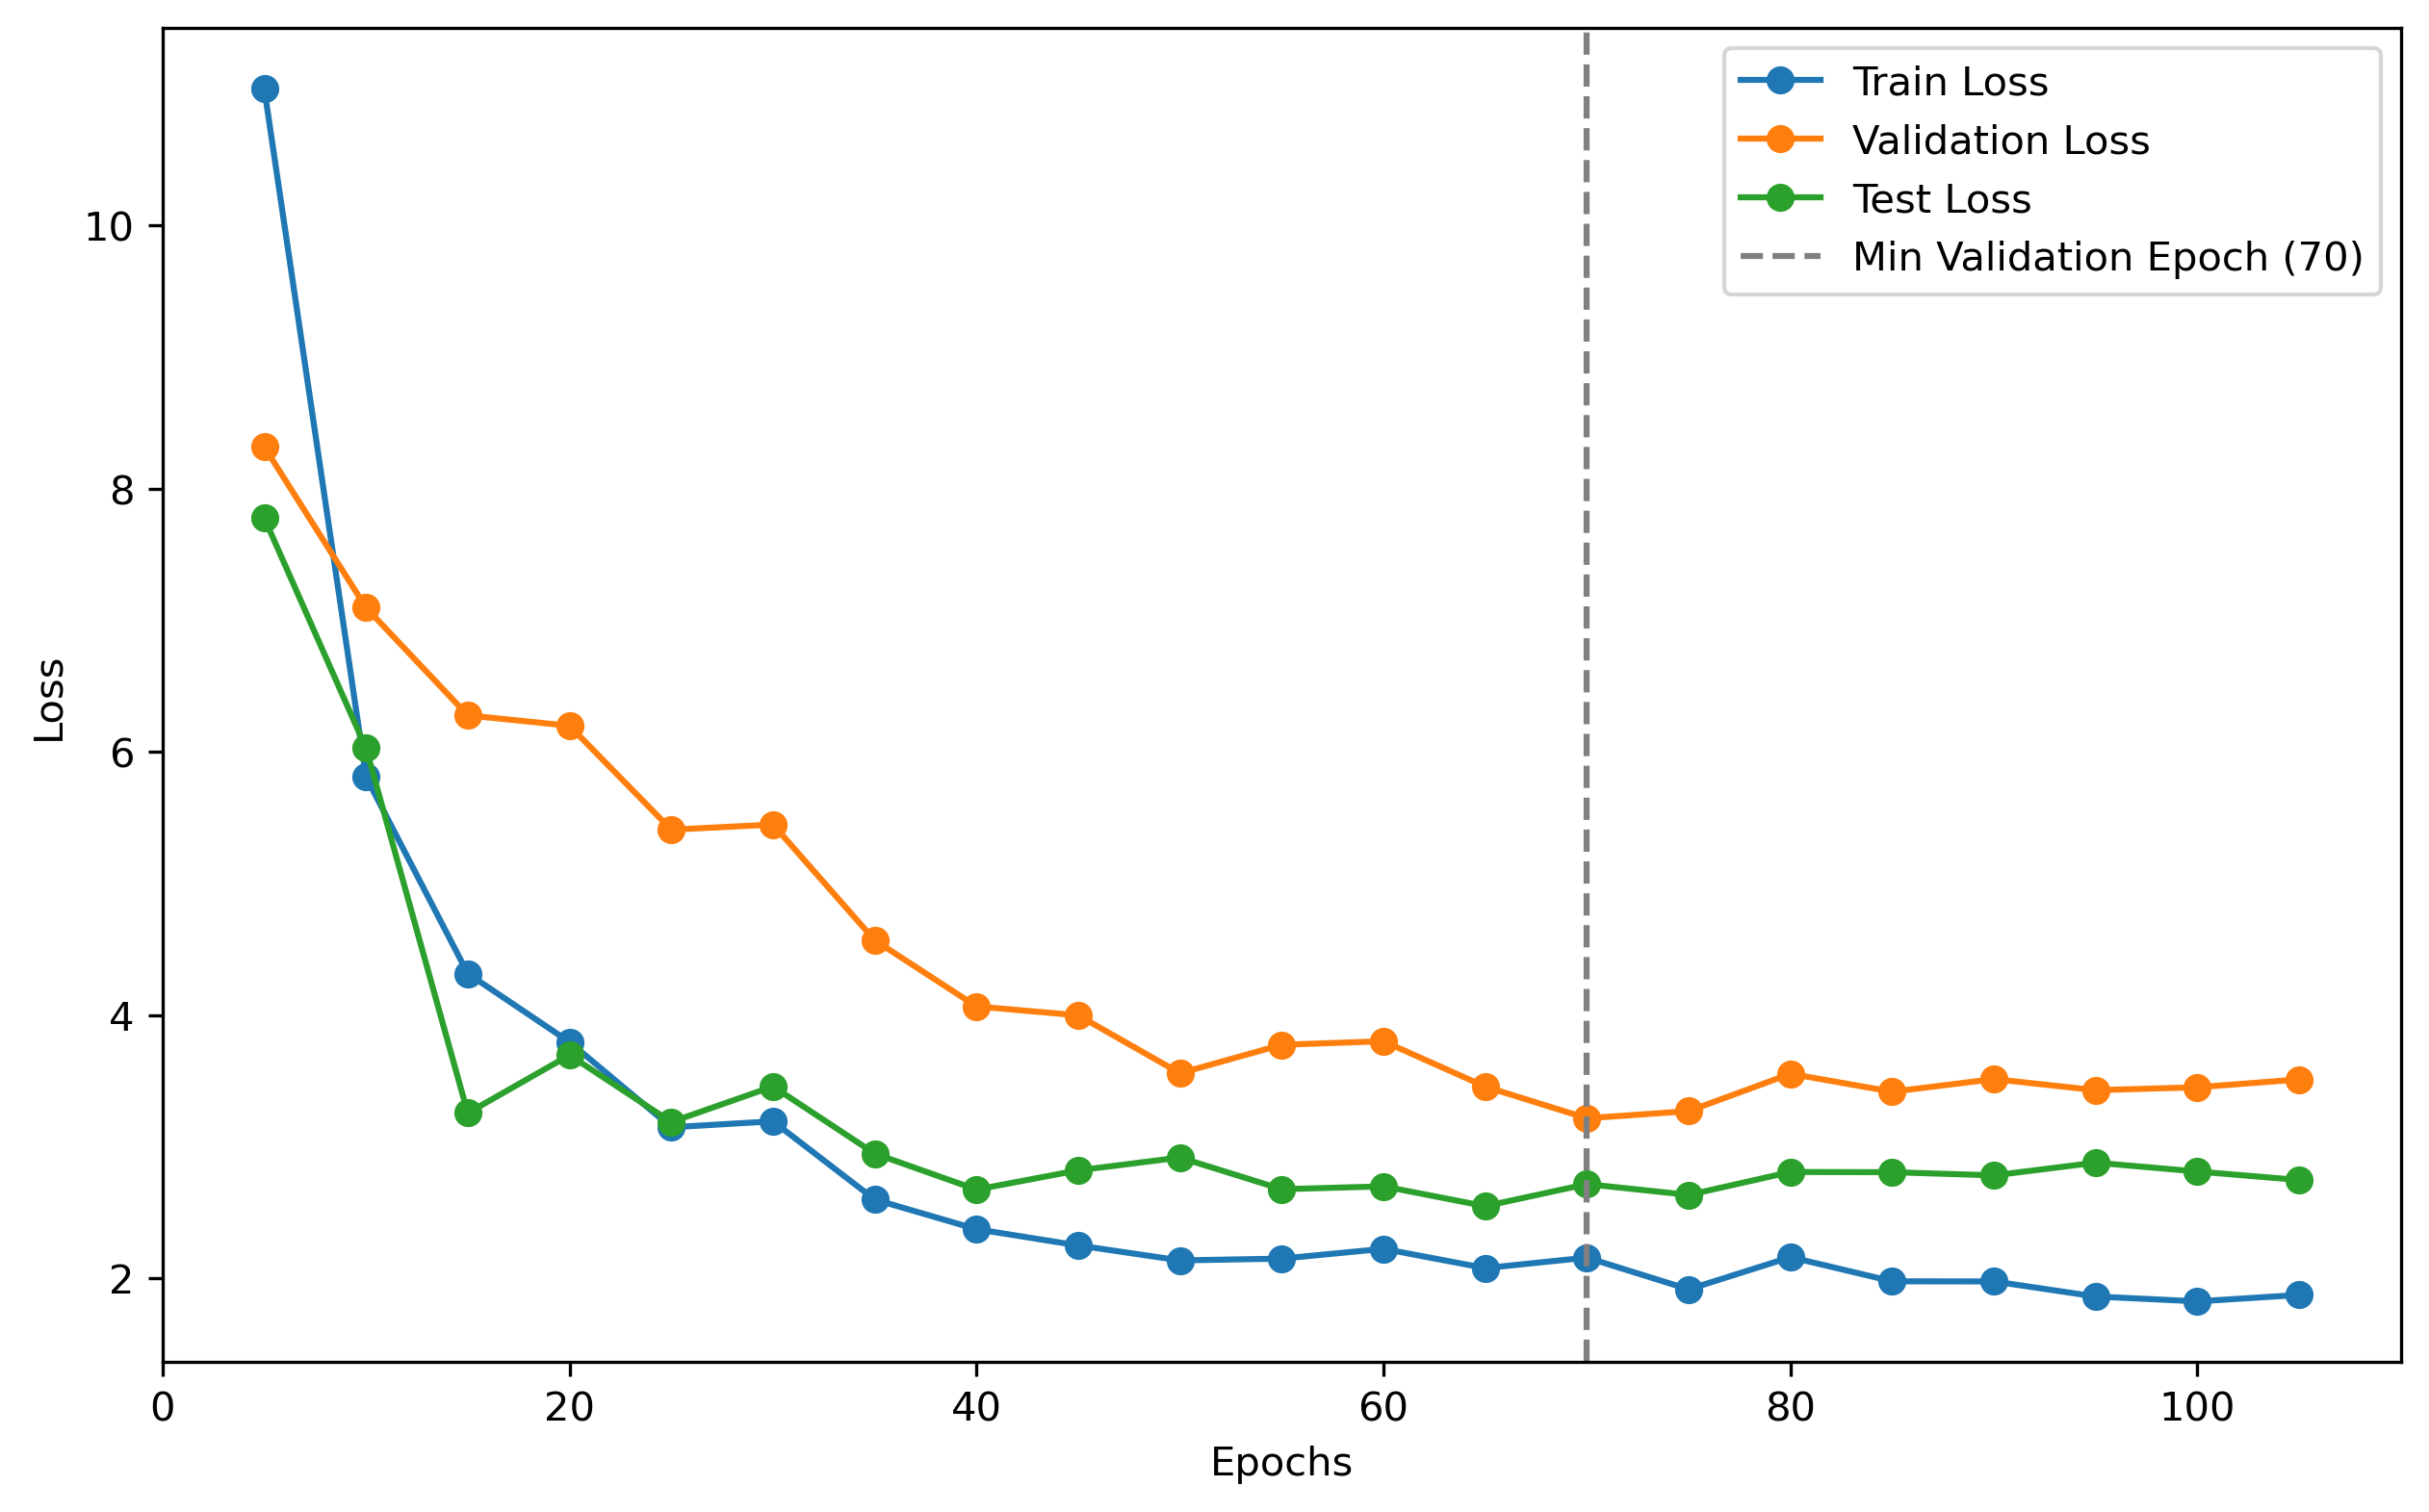 Train Loss
Validation Loss
Test Loss
Min Validation Epoch (70)
10
8
6
4
2
Loss
0 20 40 60 80 100
Epochs